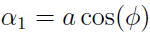 α₁ = a cos(ϕ)